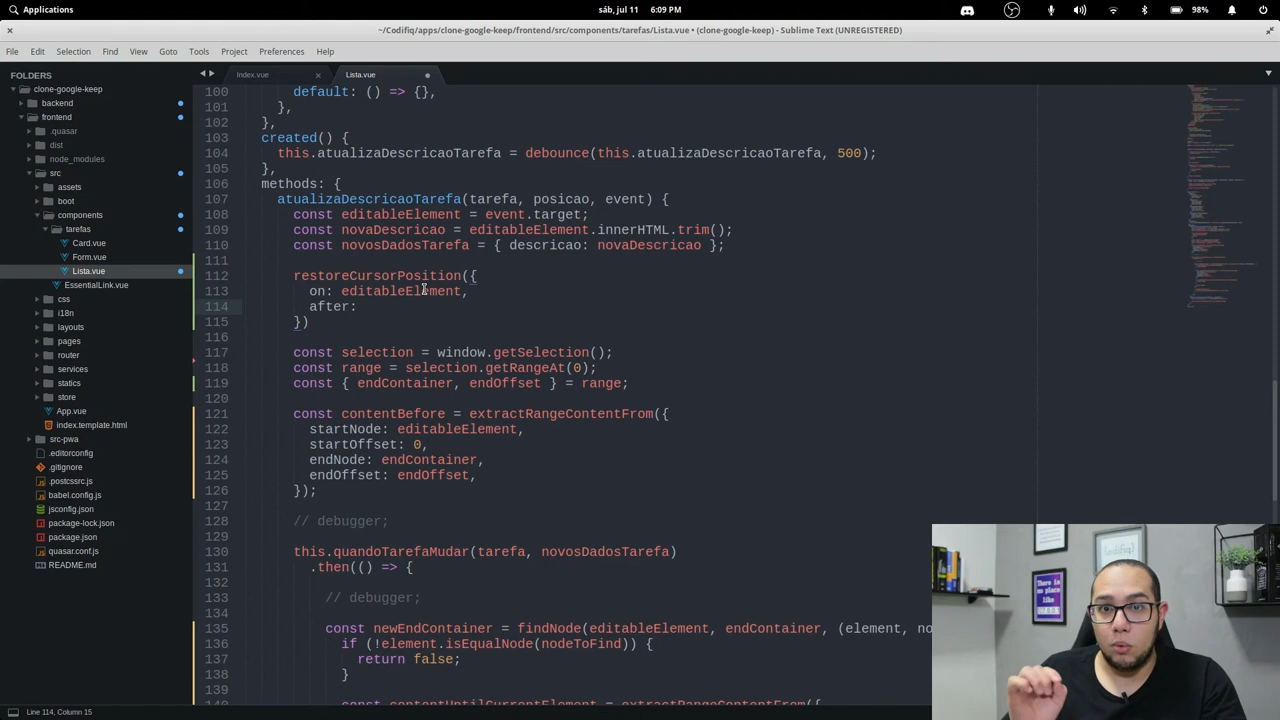 Applications
sáb, jul 11
6:09 PM
98%
~/Codifiq/apps/clone-google-keep/frontend/src/components/tarefas/Lista.vue • (clone-google-keep) - Sublime Text (UNREGISTERED)
File Edit Selection Find View Goto Tools Project Preferences Help
FOLDERS
clone-google-keep
backend
frontend
.quasar
dist
node_modules
src
assets
boot
components
tarefas
Card.vue
Form.vue
Lista.vue
EssentialLink.vue
css
i18n
layouts
pages
router
services
statics
store
App.vue
index.template.html
src-pwa
.editorconfig
.gitignore
.postcssrc.js
babel.config.js
jsconfig.json
package-lock.json
package.json
quasar.conf.js
README.md
Index.vue
Lista.vue
100 default: () => {},
101 },
102 },
103 created() {
104 this.atualizaDescricaoTarefa = debounce(this.atualizaDescricaoTarefa, 500);
105 },
106 methods: {
107 atualizaDescricaoTarefa(tarefa, posicao, event) {
108 const editableElement = event.target;
109 const novaDescricao = editableElement.innerHTML.trim();
110 const novosDadosTarefa = { descricao: novaDescricao };
111
112 restoreCursorPosition({
113 on: editableElement,
114 after:
115 })
116
117 const selection = window.getSelection();
118 const range = selection.getRangeAt(0);
119 const { endContainer, endOffset } = range;
120
121 const contentBefore = extractRangeContentFrom({
122 startNode: editableElement,
123 startOffset: 0,
124 endNode: endContainer,
125 endOffset: endOffset,
126 });
127
128 // debugger;
129
130 this.quandoTarefaMudar(tarefa, novosDadosTarefa)
131 .then(() => {
132
133 // debugger;
134
135 const newEndContainer = findNode(editableElement, endContainer, (element, no
136 if (!element.isEqualNode(nodeToFind)) {
137 return false;
138 }
139
{codifiq}
There is no place like
Line 114, Column 15